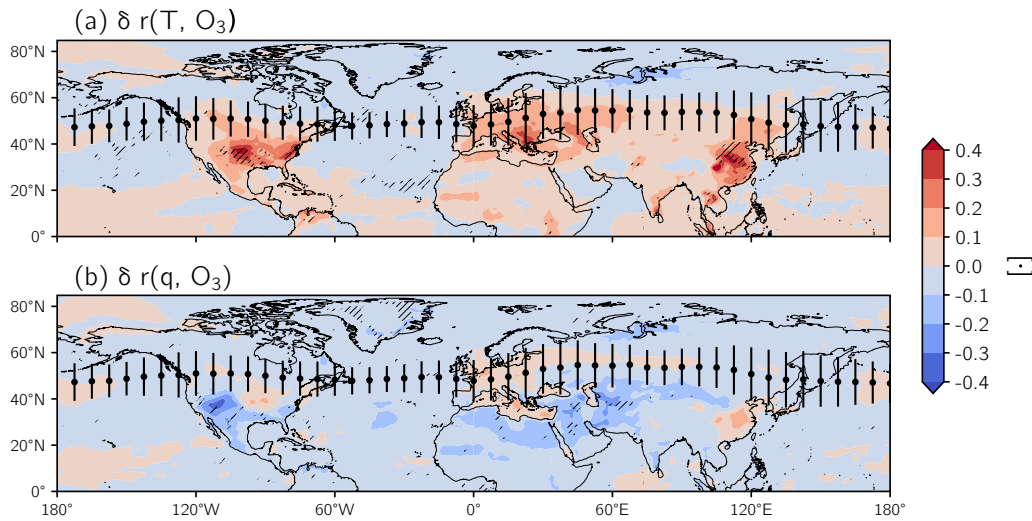 (a) δ r(T, O₃)
80°N
60°N
40°N
20°N
0°
(b) δ r(q, O₃)
80°N
60°N
40°N
20°N
0°
180°
120°W
60°W
0°
60°E
120°E
180°
0.4
0.3
0.2
0.1
0.0
-0.1
-0.2
-0.3
-0.4
[·]